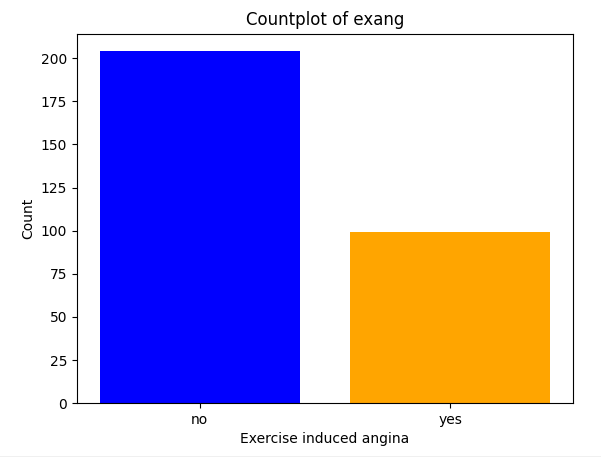 Countplot of exang
200
175
150
125
100
75
50
25
0
Count
no yes
Exercise induced angina